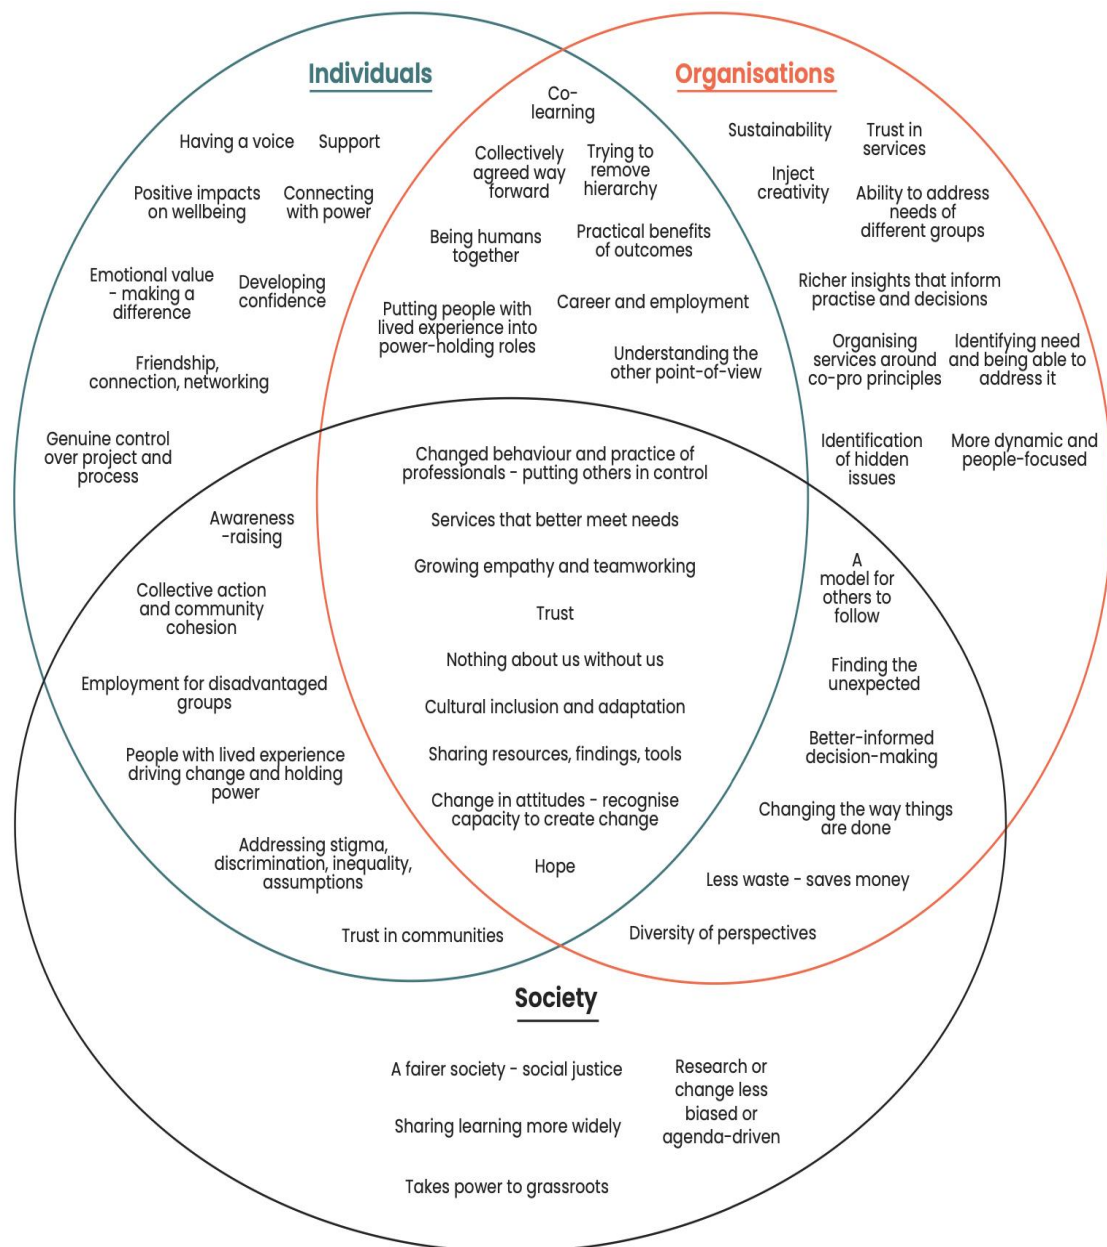 Individuals
Having a voice
Support
Positive impacts
on wellbeing
Connecting
with power
Emotional value
- making a
difference
Developing
confidence
Friendship,
connection, networking
Genuine control
over project and
process
Co-
learning
Collectively
agreed way
forward
Trying to
remove
hierarchy
Being humans
together
Practical benefits
of outcomes
Putting people with
lived experience into
power-holding roles
Career and employment
Understanding the
other point-of-view
Organisations
Sustainability
Trust in
services
Inject
creativity
Ability to address
needs of
different groups
Richer insights that inform
practise and decisions
Organising
services around
co-pro principles
Identifying need
and being able to
address it
Identification
of hidden
issues
More dynamic and
people-focused
Awareness
-raising
Collective action
and community
cohesion
Employment for disadvantaged
groups
People with lived experience
driving change and holding
power
Addressing stigma,
discrimination, inequality,
assumptions
Trust in communities
Changed behaviour and practice of
professionals - putting others in control
Services that better meet needs
Growing empathy and teamworking
Trust
Nothing about us without us
Cultural inclusion and adaptation
Sharing resources, findings, tools
Change in attitudes - recognise
capacity to create change
Hope
A
model for
others to
follow
Finding the
unexpected
Better-informed
decision-making
Changing the way things
are done
Less waste - saves money
Diversity of perspectives
Society
A fairer society - social justice
Sharing learning more widely
Takes power to grassroots
Research or
change less
biased or
agenda-driven